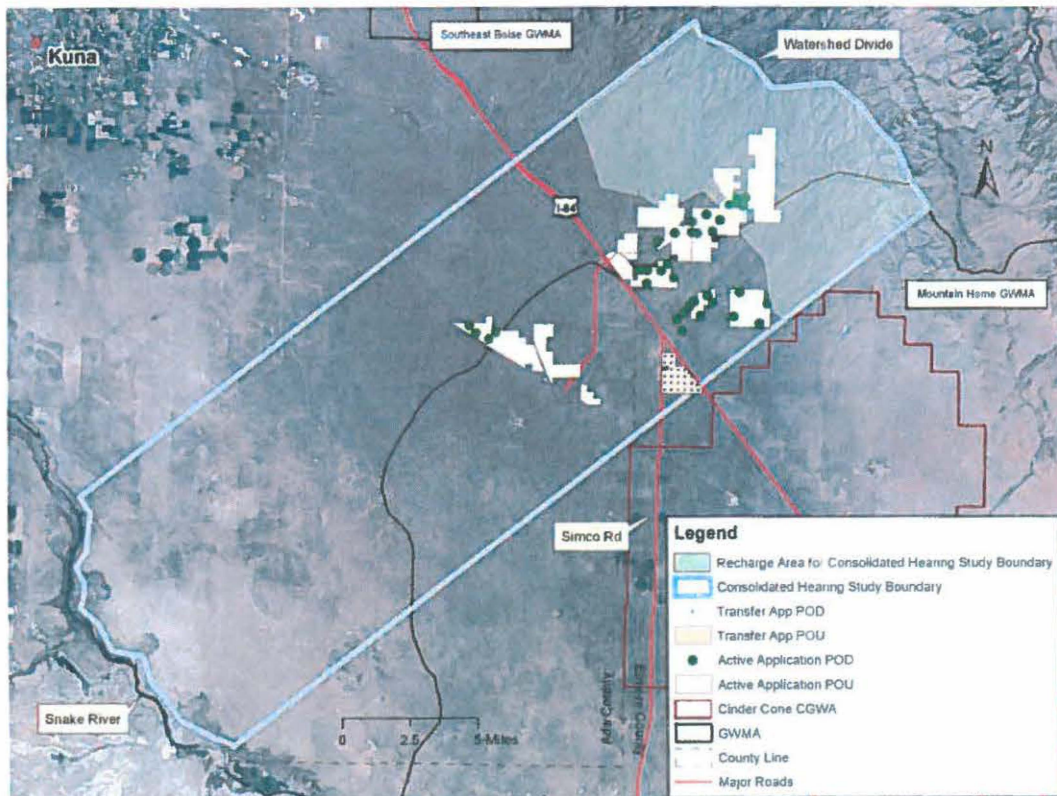 Southeast Boise GWMA
Watershed Divide
Kuna
N
I-84
Mountain Home GWMA
Simco Rd
Snake River
0 2.5 5 Miles
Ada County
Elmore County
Legend
Recharge Area for Consolidated Hearing Study Boundary
Consolidated Hearing Study Boundary
Transfer App POD
Transfer App POU
Active Application POD
Active Application POU
Cinder Cone CGWA
GWMA
County Line
Major Roads